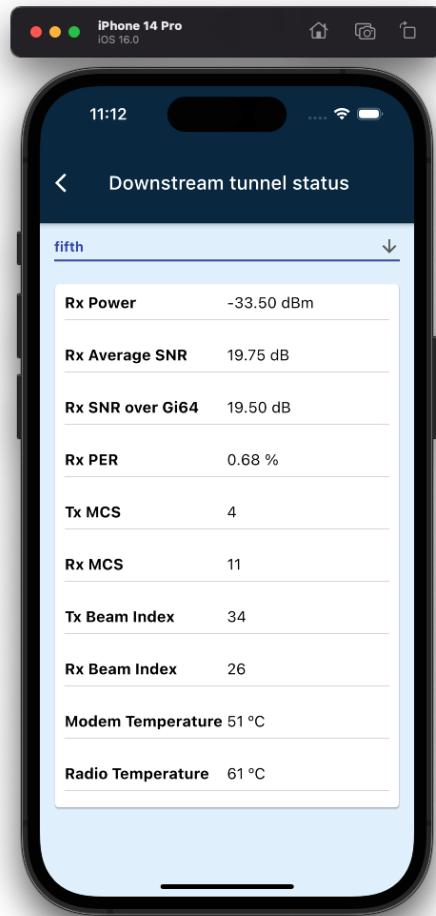 iPhone 14 Pro
iOS 16.0
11:12
Downstream tunnel status
fifth
Rx Power -33.50 dBm
Rx Average SNR 19.75 dB
Rx SNR over Gi64 19.50 dB
Rx PER 0.68 %
Tx MCS 4
Rx MCS 11
Tx Beam Index 34
Rx Beam Index 26
Modem Temperature 51 °C
Radio Temperature 61 °C